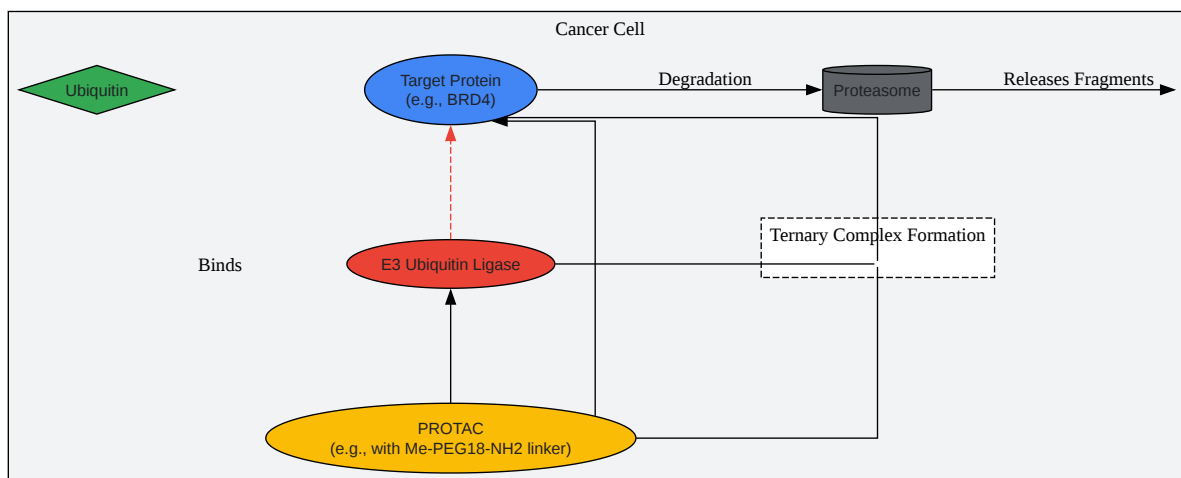 Cancer Cell
Ubiquitin
Target Protein
(e.g., BRD4)
Degradation
Proteasome
Releases Fragments
Ternary Complex Formation
Binds
E3 Ubiquitin Ligase
PROTAC
(e.g., with Me-PEG18-NH2 linker)